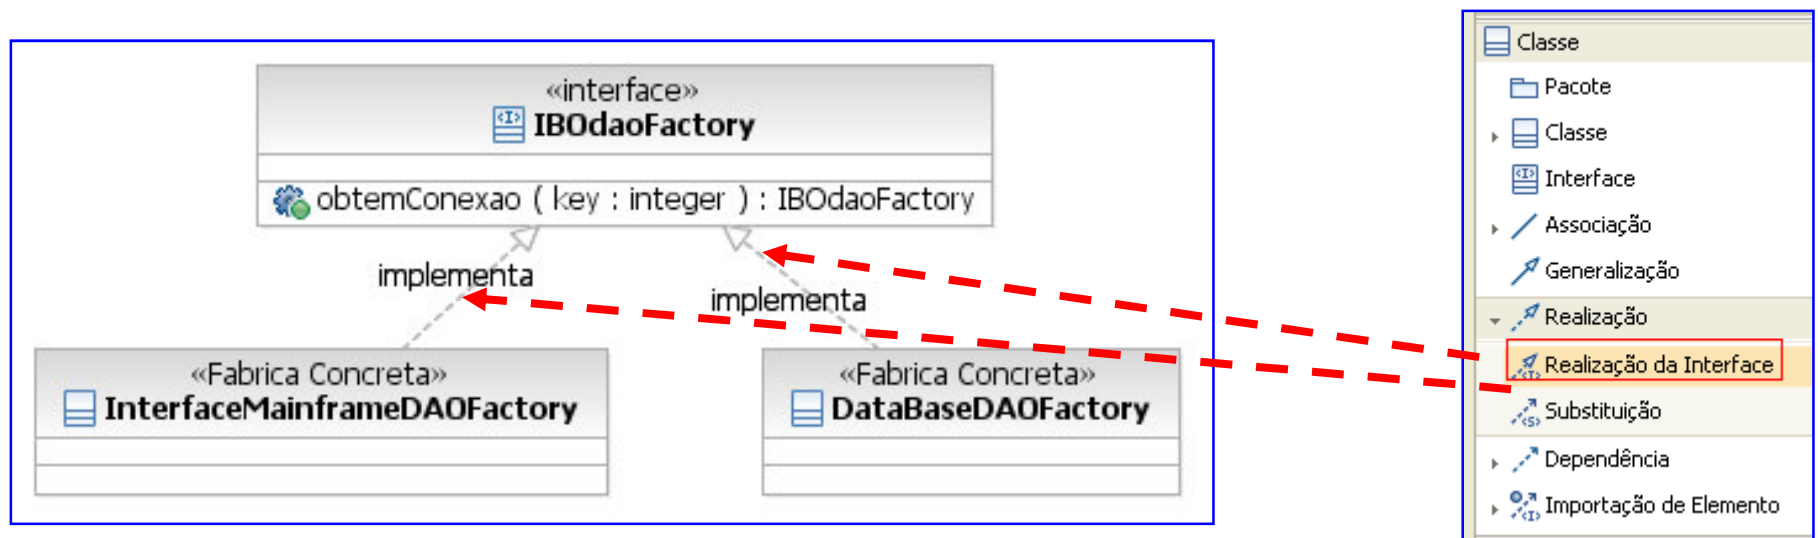 «interface»
IBOdaoFactory
obtemConexao ( key : integer ) : IBOdaoFactory
implementa
implementa
«Fabrica Concreta»
InterfaceMainframeDAOFactory
«Fabrica Concreta»
DataBaseDAOFactory
Classe
Pacote
Classe
Interface
Associação
Generalização
Realização
Realização da Interface
Substituição
Dependência
Importação de Elemento